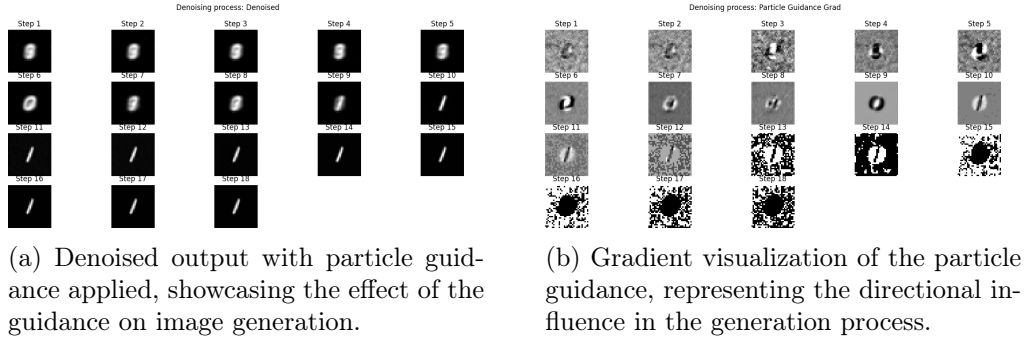 Denoising process: Denoised
Step 1 Step 2 Step 3 Step 4 Step 5
Step 6 Step 7 Step 8 Step 9 Step 10
Step 11 Step 12 Step 13 Step 14 Step 15
Step 16 Step 17 Step 18
(a) Denoised output with particle guid-
ance applied, showcasing the effect of the
guidance on image generation.
Denoising process: Particle Guidance Grad
Step 1 Step 2 Step 3 Step 4 Step 5
Step 6 Step 7 Step 8 Step 9 Step 10
Step 11 Step 12 Step 13 Step 14 Step 15
Step 16 Step 17 Step 18
(b) Gradient visualization of the particle
guidance, representing the directional in-
fluence in the generation process.